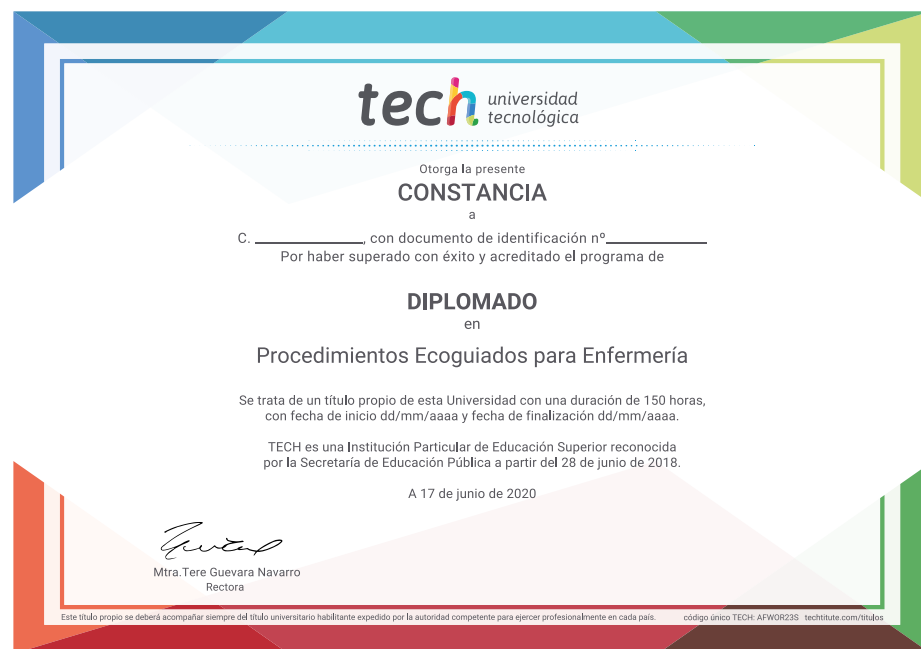 tech universidad
tecnológica
Otorga la presente
CONSTANCIA
a
C. ____________, con documento de identificación nº___________
Por haber superado con éxito y acreditado el programa de
DIPLOMADO
en
Procedimientos Ecoguiados para Enfermería
Se trata de un título propio de esta Universidad con una duración de 150 horas,
con fecha de inicio dd/mm/aaaa y fecha de finalización dd/mm/aaaa.
TECH es una Institución Particular de Educación Superior reconocida
por la Secretaría de Educación Pública a partir del 28 de junio de 2018.
A 17 de junio de 2020
Mtra.Tere Guevara Navarro
Rectora
Este título propio se deberá acompañar siempre del título universitario habilitante expedido por la autoridad competente para ejercer profesionalmente en cada país. código único TECH: AFWOR23S techtitute.com/titulos